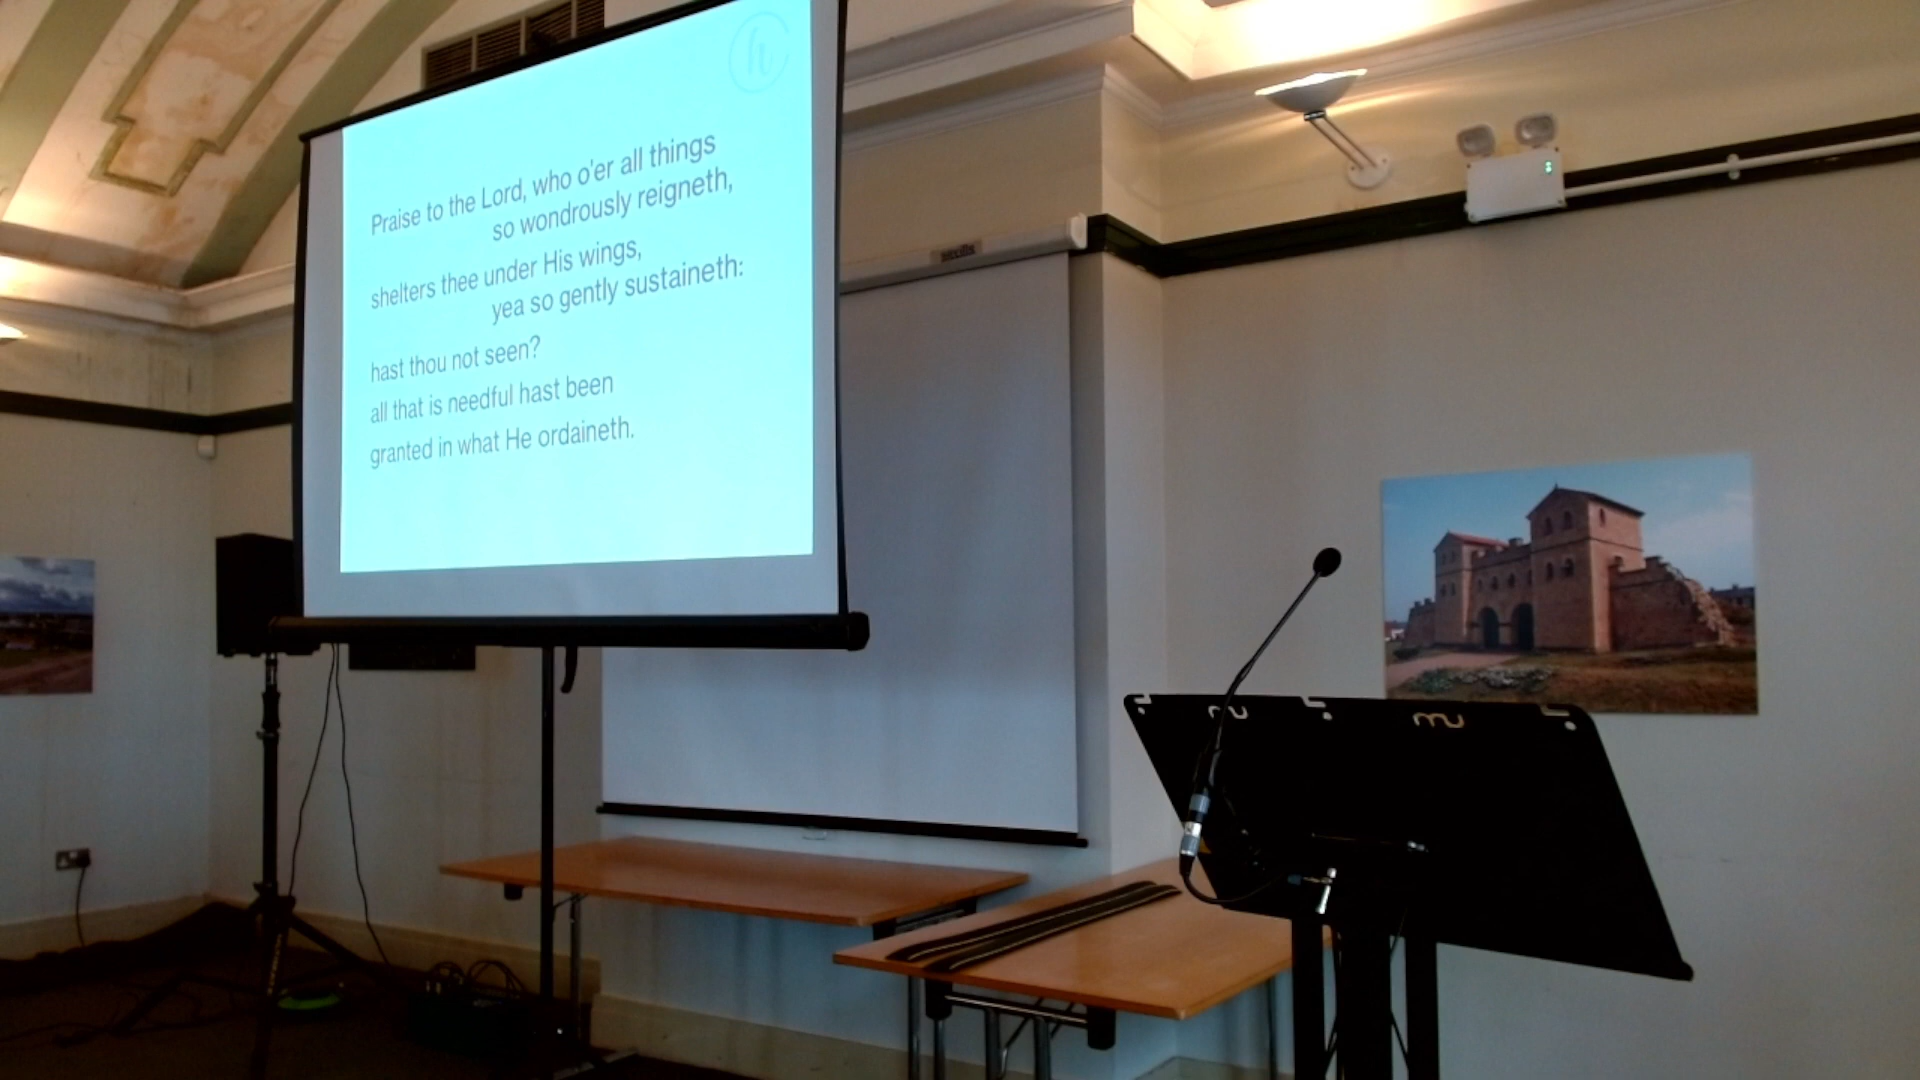 Praise to the Lord, who o'er all things
so wondrously reigneth,
shelters thee under His wings,
yea so gently sustaineth:
hast thou not seen?
all that is needful hast been
granted in what He ordaineth.